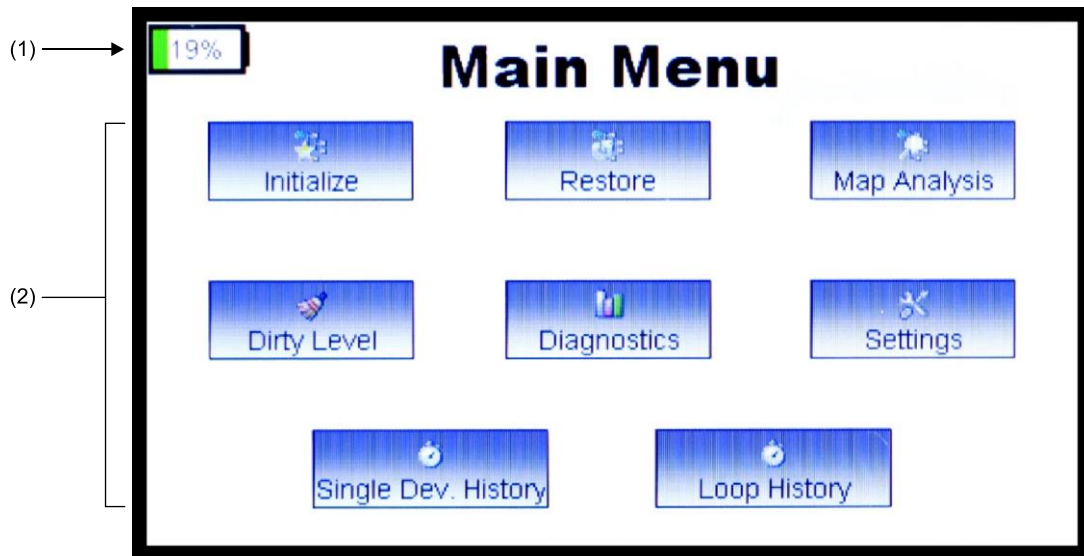 (1)
19%
Main Menu
(2)
Initialize
Restore
Map Analysis
Dirty Level
Diagnostics
Settings
Single Dev. History
Loop History